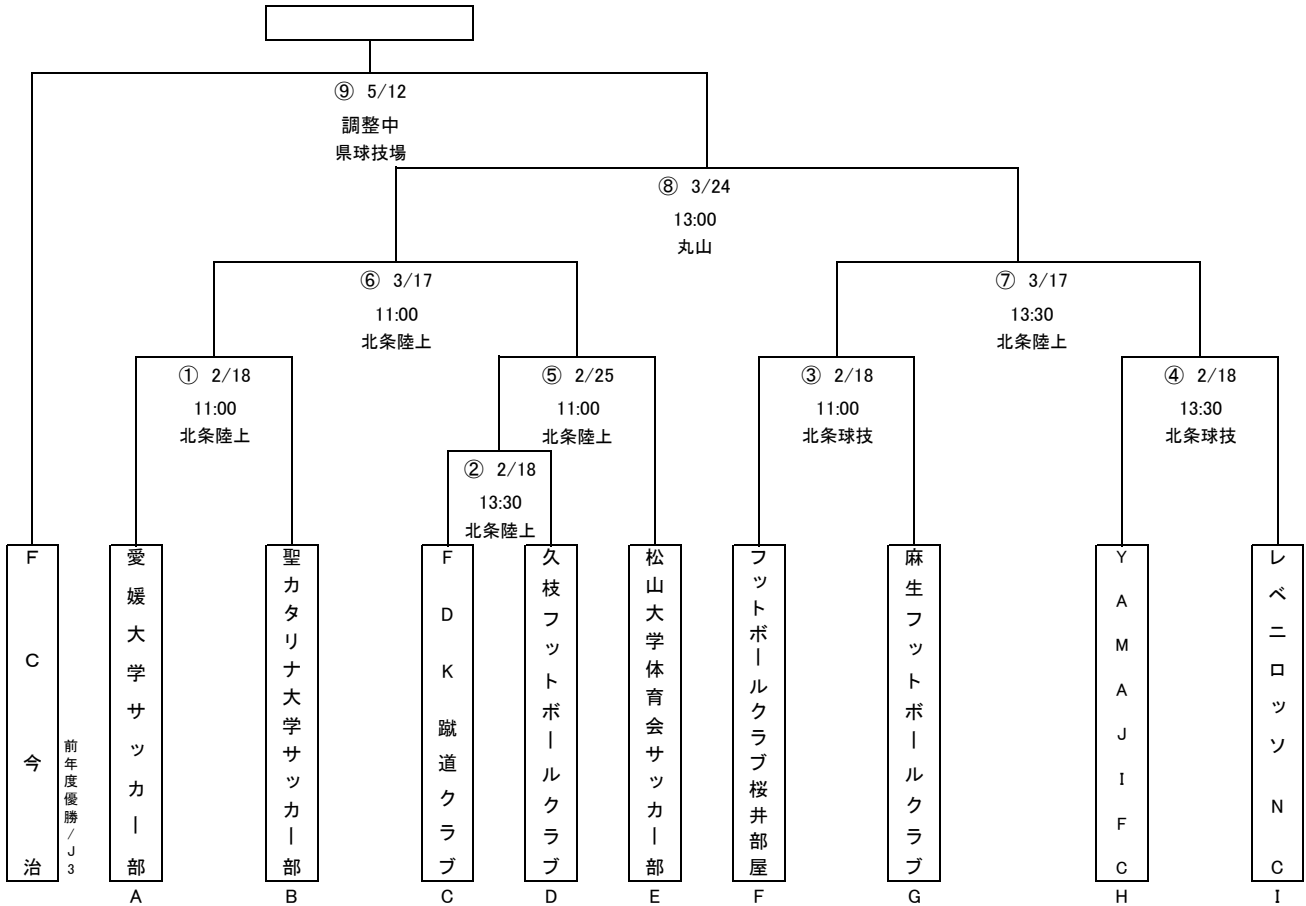 ⑨ 5/12
調整中
県球技場
⑧ 3/24
13:00
丸山
⑥ 3/17
11:00
北条陸上
⑦ 3/17
13:30
北条陸上
① 2/18
11:00
北条陸上
⑤ 2/25
11:00
北条陸上
③ 2/18
11:00
北条球技
④ 2/18
13:30
北条球技
② 2/18
13:30
北条陸上
FC今治
前年度優勝/J3
愛媛大学サッカー部
聖カタリナ大学サッカー部
FDK蹴道クラブ
久枝フットボールクラブ
松山大学体育会サッカー部
フットボールクラブ桜井部屋
麻生フットボールクラブ
YAMAJIFC
レベニロッソNC
A
B
C
D
E
F
G
H
I